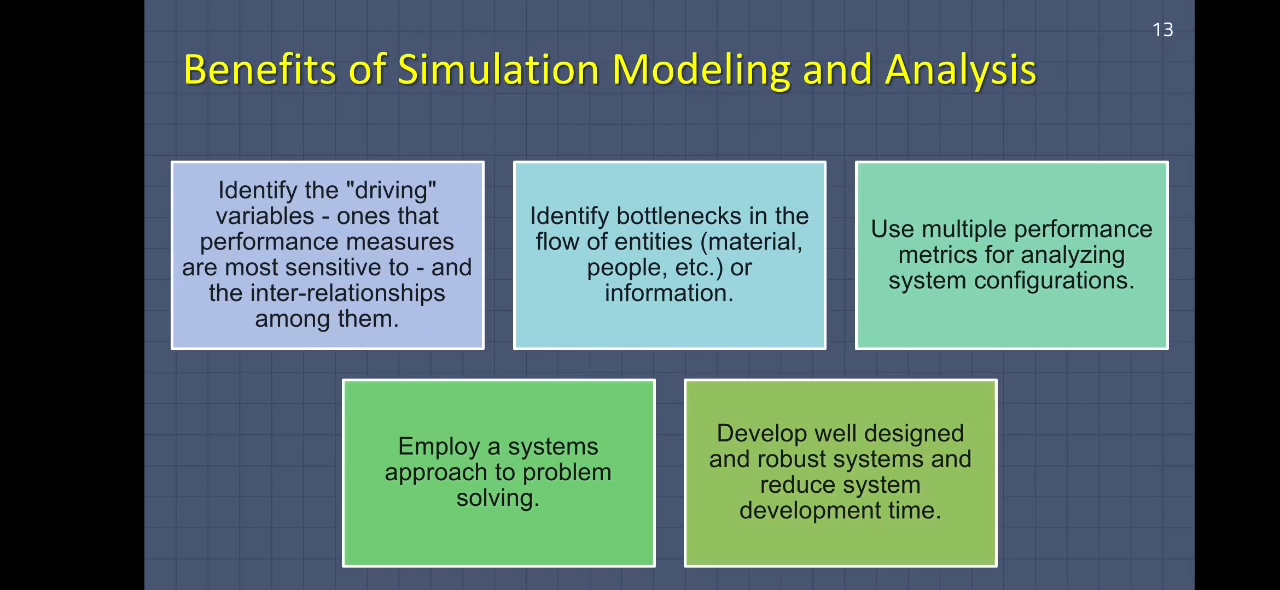 13
Benefits of Simulation Modeling and Analysis
Identify the "driving"
variables - ones that
performance measures
are most sensitive to - and
the inter-relationships
among them.
Identify bottlenecks in the
flow of entities (material,
people, etc.) or
information.
Use multiple performance
metrics for analyzing
system configurations.
Employ a systems
approach to problem
solving.
Develop well designed
and robust systems and
reduce system
development time.